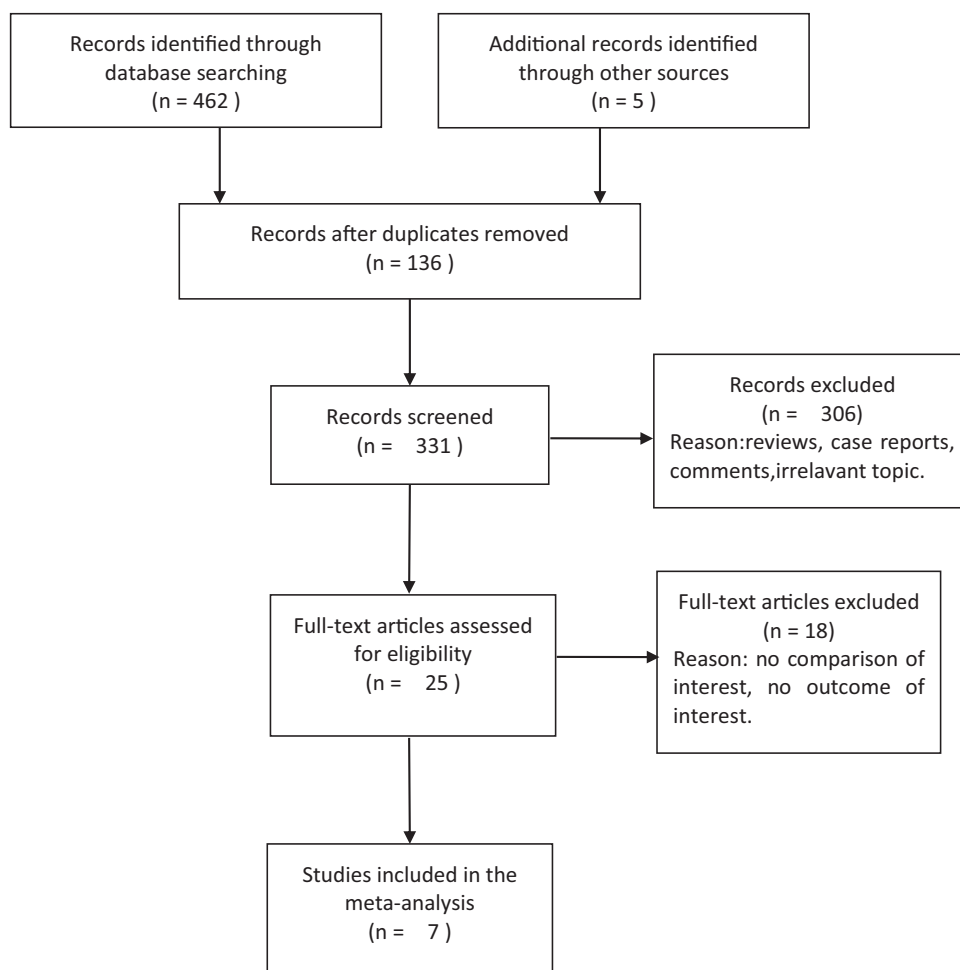 Records identified through
database searching
(n = 462 )
Additional records identified
through other sources
(n = 5 )
Records after duplicates removed
(n = 136 )
Records screened
(n = 331 )
Records excluded
(n = 306)
Reason:reviews, case reports,
comments,irrelavant topic.
Full-text articles assessed
for eligibility
(n = 25 )
Full-text articles excluded
(n = 18)
Reason: no comparison of
interest, no outcome of
interest.
Studies included in the
meta-analysis
(n = 7 )